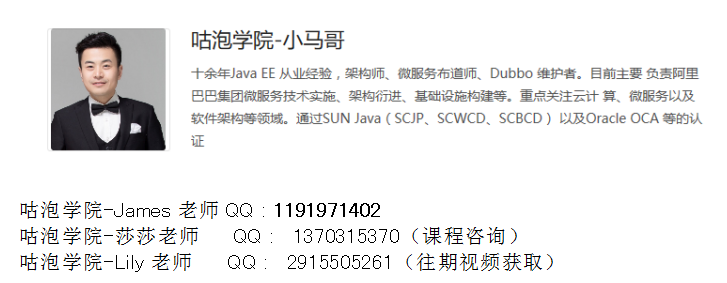 咕泡学院-小马哥
十余年Java EE 从业经验，架构师、微服务布道师、Dubbo 维护者。目前主要 负责阿里
巴巴集团微服务技术实施、架构衍进、基础设施构建等。重点关注云计 算、微服务以及
软件架构等领域。通过SUN Java（SCJP、SCWCD、SCBCD） 以及Oracle OCA 等的认
证
咕泡学院-James 老师 QQ：1191971402
咕泡学院-莎莎老师 QQ： 1370315370（课程咨询）
咕泡学院-Lily 老师 QQ： 2915505261（往期视频获取）